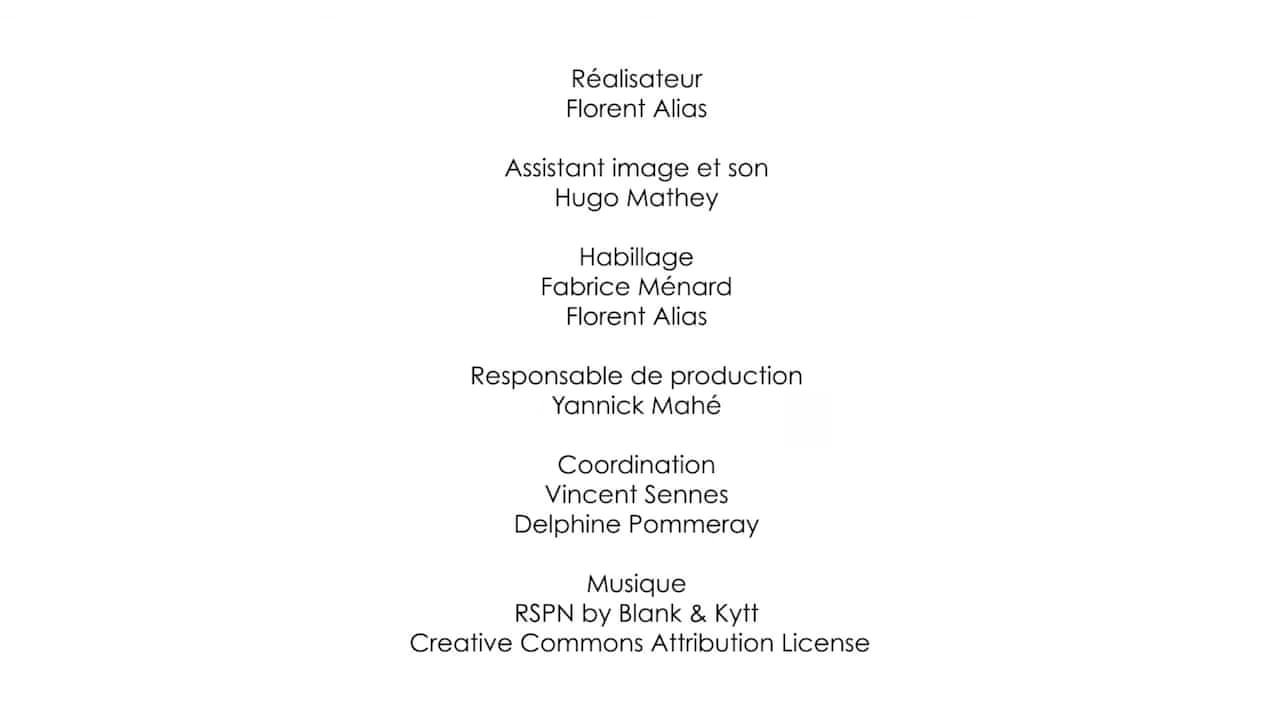 Réalisateur
Florent Alias
Assistant image et son
Hugo Mathey
Habillage
Fabrice Ménard
Florent Alias
Responsable de production
Yannick Mahé
Coordination
Vincent Sennes
Delphine Pommeray
Musique
RSPN by Blank & Kytt
Creative Commons Attribution License